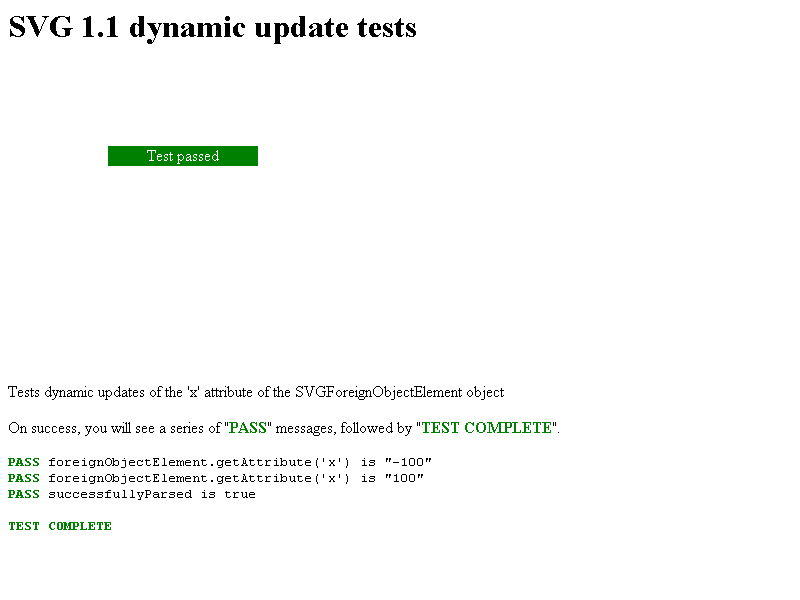 SVG 1.1 dynamic update tests
Test passed
Tests dynamic updates of the 'x' attribute of the SVGForeignObjectElement object
On success, you will see a series of "PASS" messages, followed by "TEST COMPLETE".
PASS foreignObjectElement.getAttribute('x') is "-100"
PASS foreignObjectElement.getAttribute('x') is "100"
PASS successfullyParsed is true
TEST COMPLETE